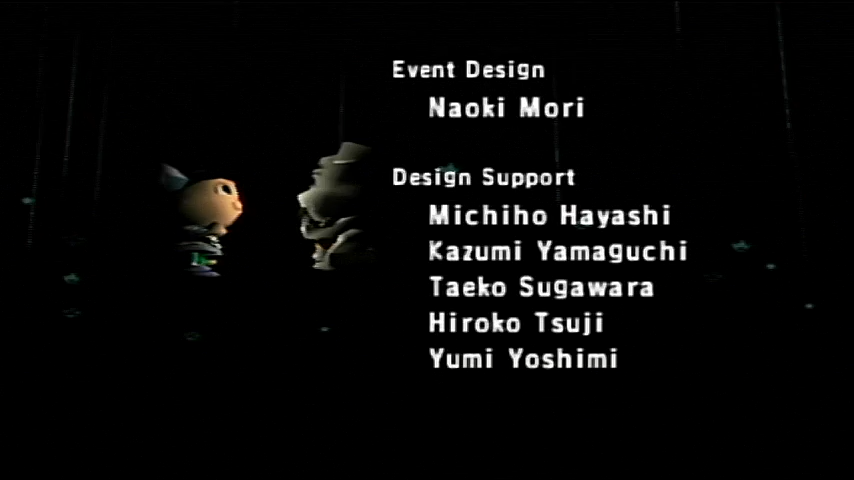 Event Design
Naoki Mori
Design Support
Michiho Hayashi
Kazumi Yamaguchi
Taeko Sugawara
Hiroko Tsuji
Yumi Yoshimi